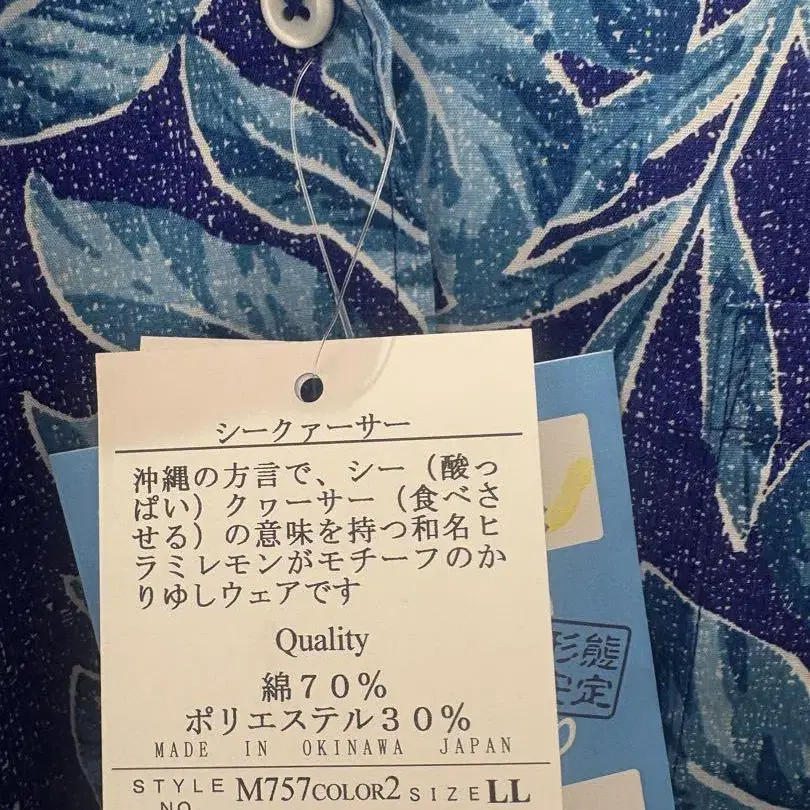 シークァーサー
沖縄の方言で、シー（酸っ
ぱい）クヮーサー（食べさ
せる）の意味を持つ和名ヒ
ラミレモンがモチーフのか
りゆしウェアです
Quality
綿70％
ポリエステル30％
MADE IN OKINAWA JAPAN
STYLE NO. M757COLOR2 SIZE LL
形態
安定